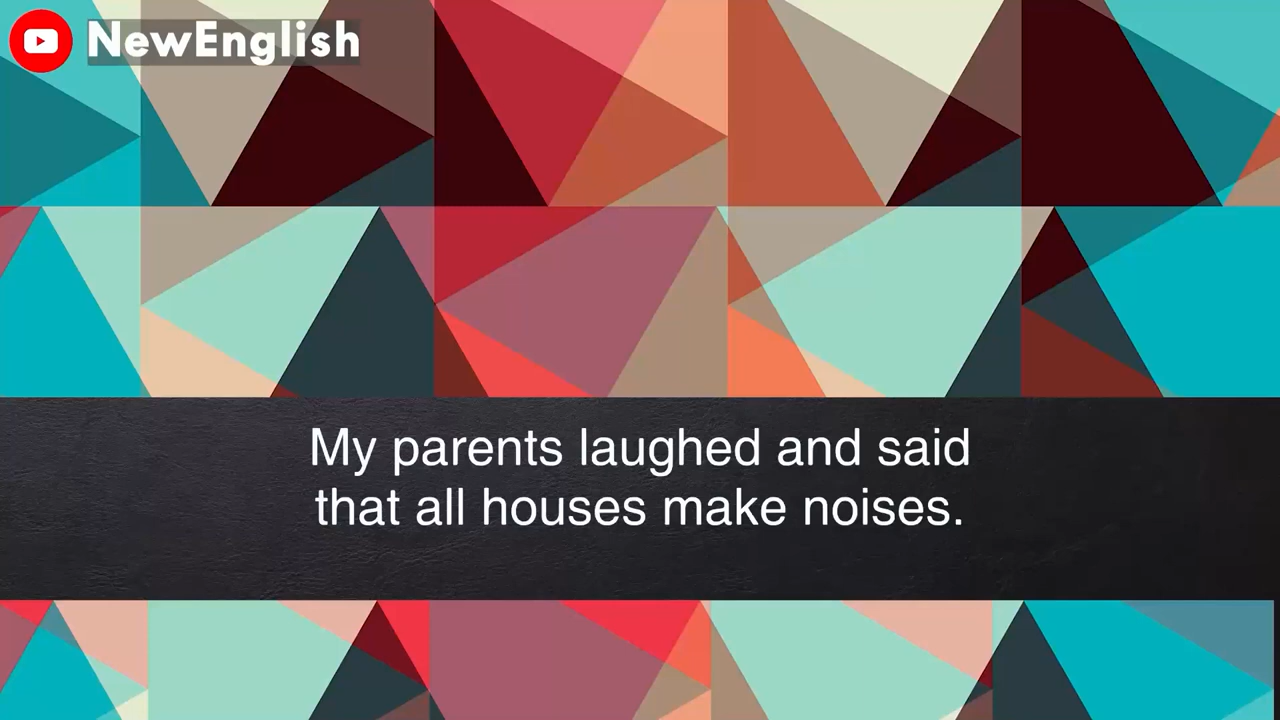 NewEnglish
My parents laughed and said
that all houses make noises.